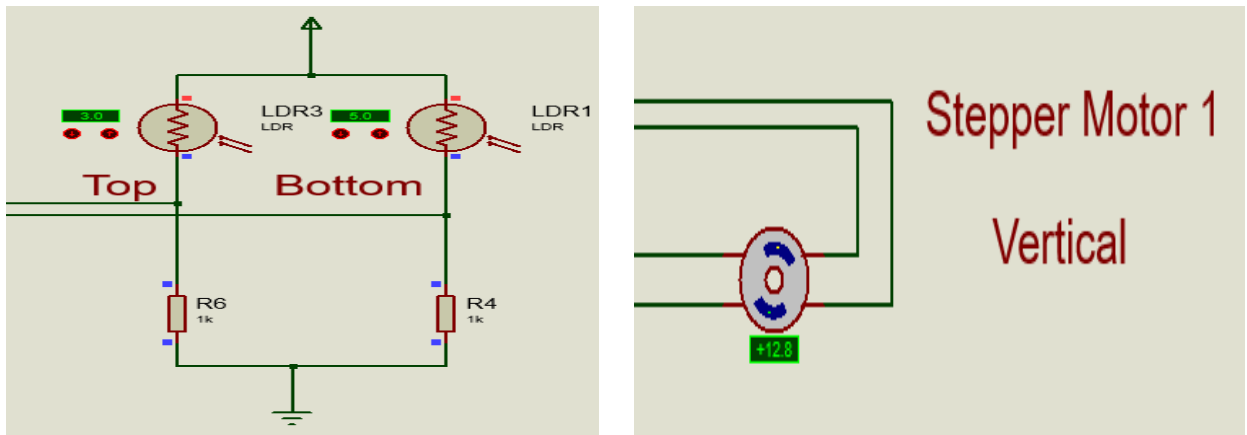 3.0
LDR3
LDR
5.0
LDR1
LDR
Top
Bottom
R6
1k
R4
1k
Stepper Motor 1
Vertical
+12.8